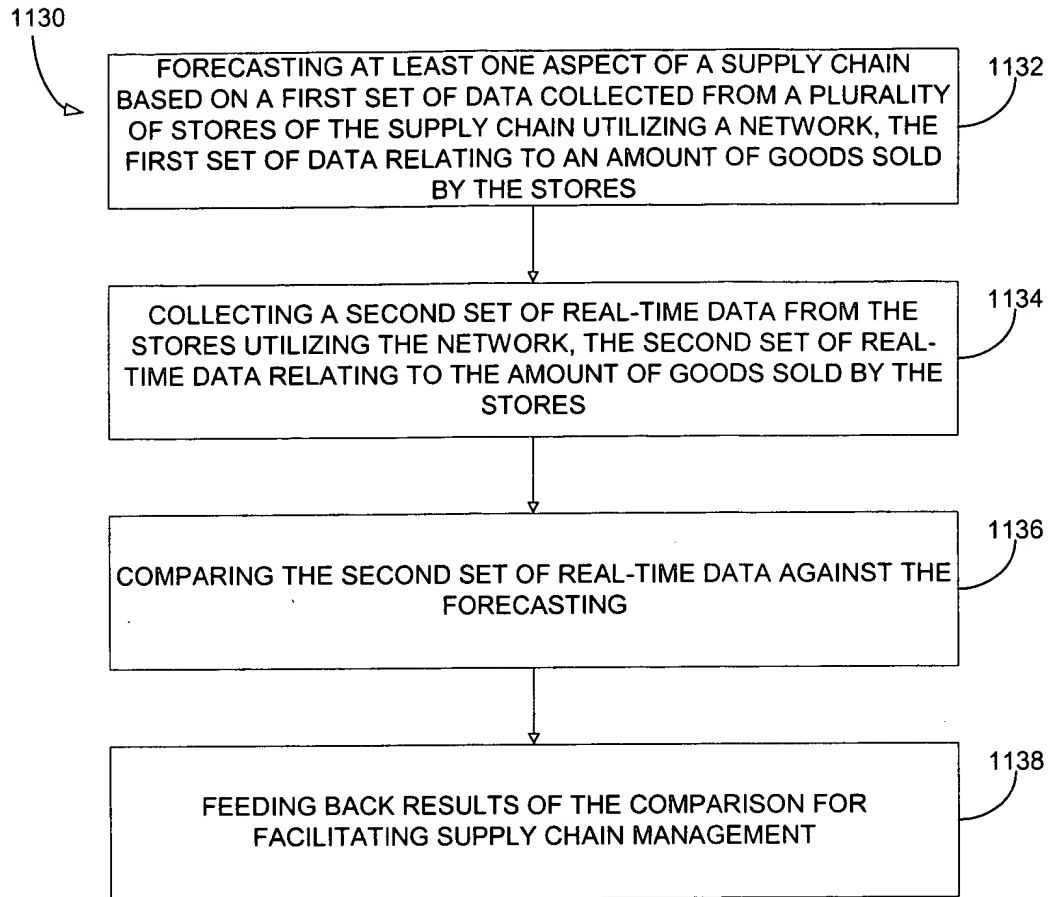 1130
FORECASTING AT LEAST ONE ASPECT OF A SUPPLY CHAIN
BASED ON A FIRST SET OF DATA COLLECTED FROM A PLURALITY
OF STORES OF THE SUPPLY CHAIN UTILIZING A NETWORK, THE
FIRST SET OF DATA RELATING TO AN AMOUNT OF GOODS SOLD
BY THE STORES
1132
COLLECTING A SECOND SET OF REAL-TIME DATA FROM THE
STORES UTILIZING THE NETWORK, THE SECOND SET OF REAL-
TIME DATA RELATING TO THE AMOUNT OF GOODS SOLD BY THE
STORES
1134
COMPARING THE SECOND SET OF REAL-TIME DATA AGAINST THE
FORECASTING
1136
FEEDING BACK RESULTS OF THE COMPARISON FOR
FACILITATING SUPPLY CHAIN MANAGEMENT
1138